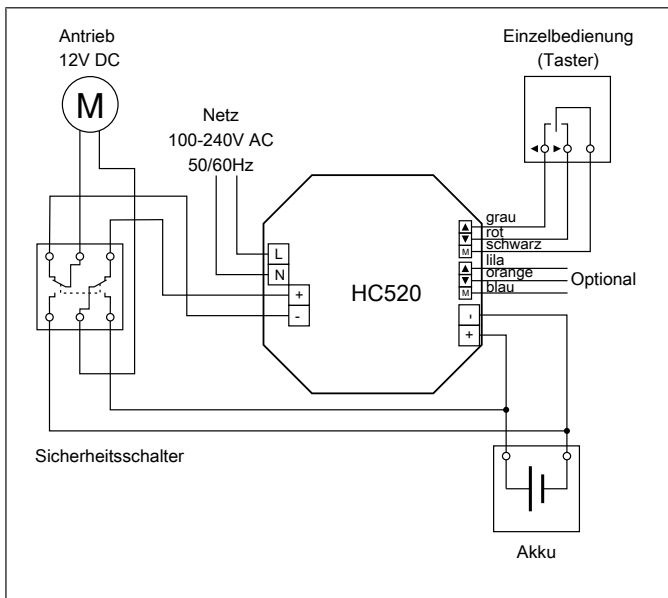 Antrieb
12V DC
M
Netz
100-240V AC
50/60Hz
Einzelbedienung
(Taster)
◄ ►
L
N
+
-
HC520
▲ grau
▼ rot
M schwarz
▲ lila
▼ orange
M blau
Optional
-
+
Sicherheitsschalter
Akku